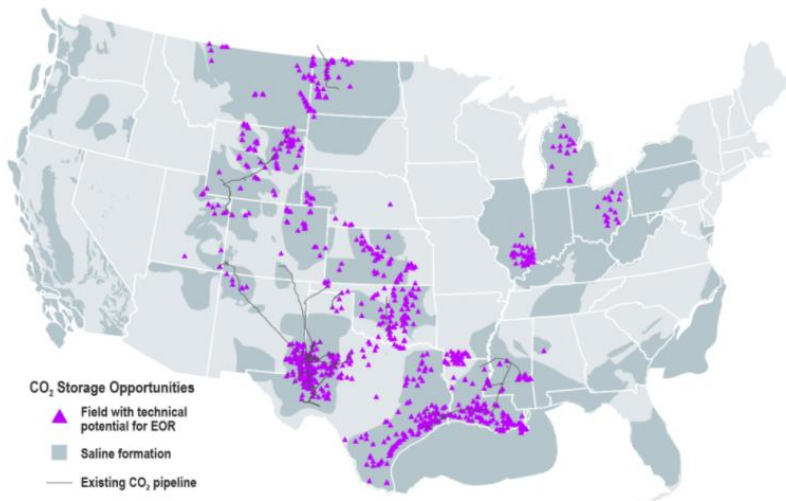 CO₂ Storage Opportunities
Field with technical
potential for EOR
Saline formation
Existing CO₂ pipeline